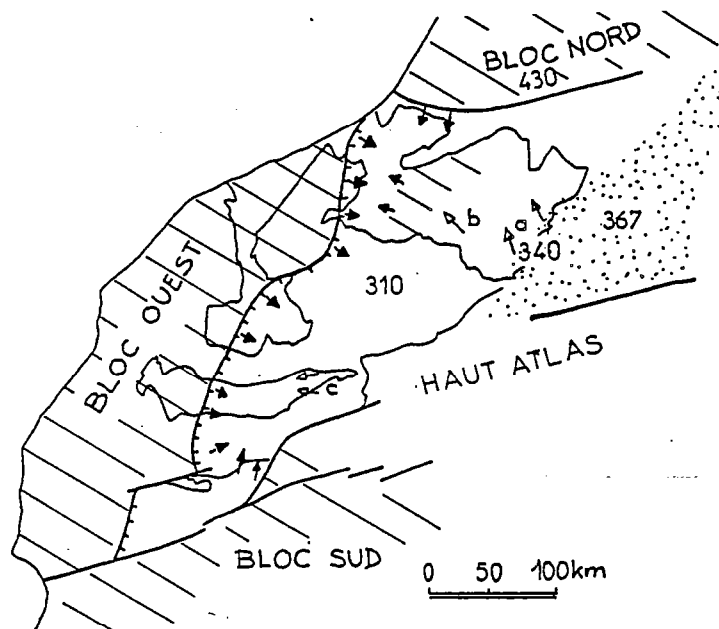 BLOC NORD
430
b
a
340
367
310
BLOC OUEST
HAUT ATLAS
c
BLOC SUD
0 50 100km